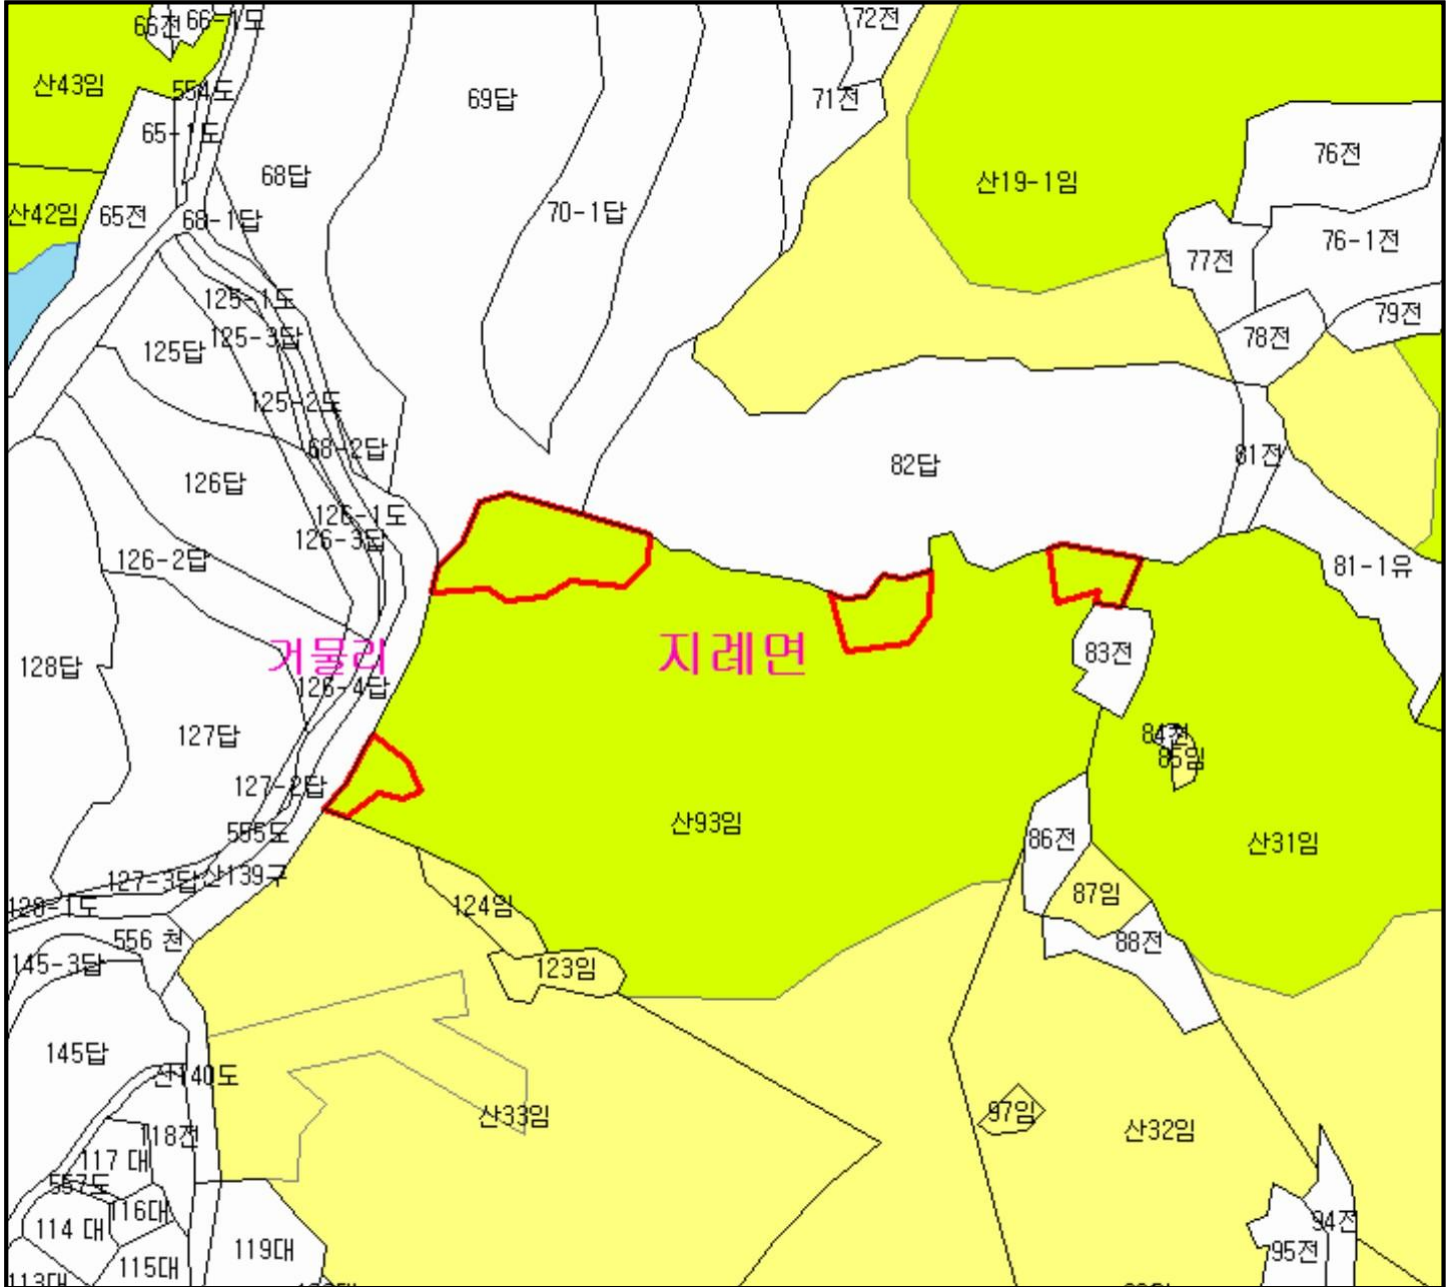 66전
66-1도
72전
산43임
554도
69답
71전
65-1도
76전
68답
산19-1임
산42임
65전
68-1답
70-1답
76-1전
77전
125-1도
79전
125-3답
125답
78전
125-2도
68-2답
82답
81전
126답
126-1도
126-3답
126-2답
81-1유
거물리
지례면
83전
128답
126-4답
127답
84전
85임
127-2답
산93임
555도
86전
산31임
127-3답
산139구
87임
128-1도
124임
556 천
88전
145-3답
123임
145답
산140도
97임
산33임
118전
산32임
117 대
557도
116대
114 대
94전
119대
95전
115대
113대